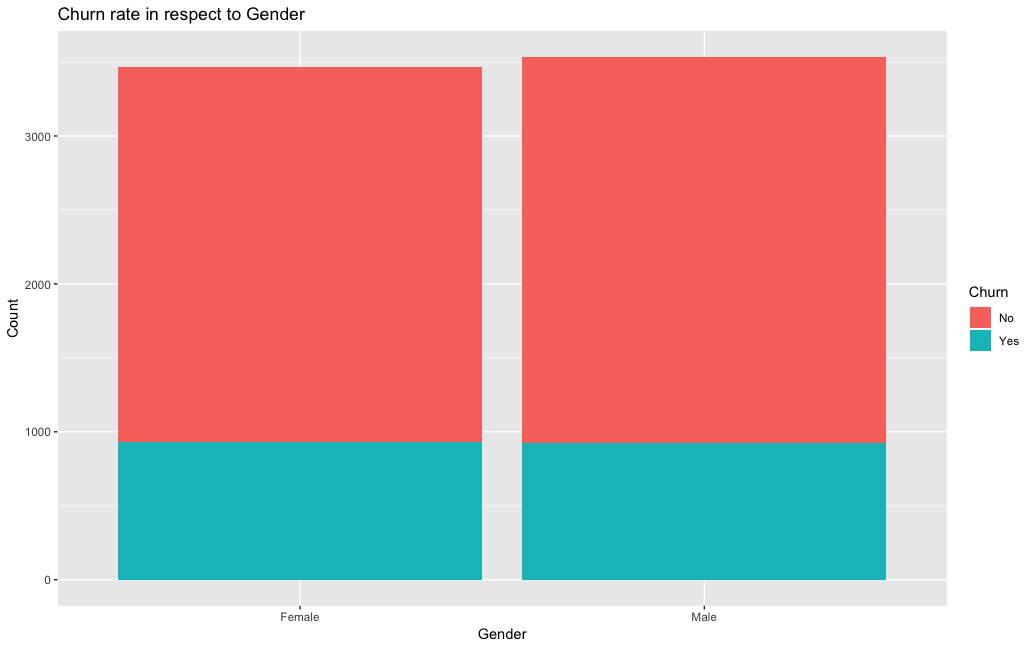 Churn rate in respect to Gender
3000
2000
1000
0
Count
Female
Male
Gender
Churn
No
Yes